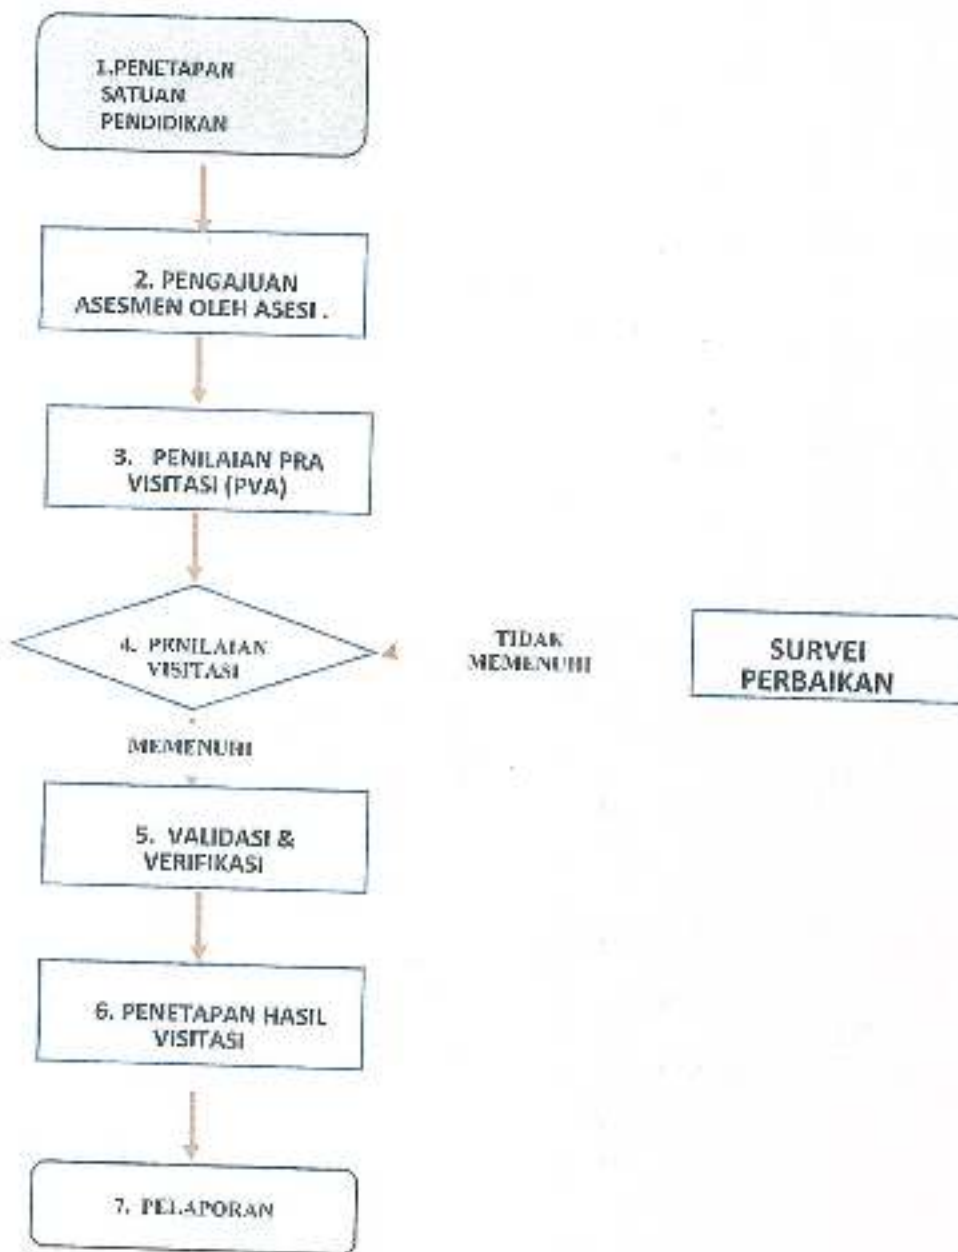 1.PENETAPAN
SATUAN
PENDIDIKAN
2. PENGAJUAN
ASESMEN OLEH ASESI .
3. PENILAIAN PRA
VISITASI (PVA)
4. PENILAIAN
VISITASI
TIDAK
MEMENUHI
SURVEI
PERBAIKAN
MEMENUHI
5. VALIDASI &
VERIFIKASI
6. PENETAPAN HASIL
VISITASI
7. PELAPORAN